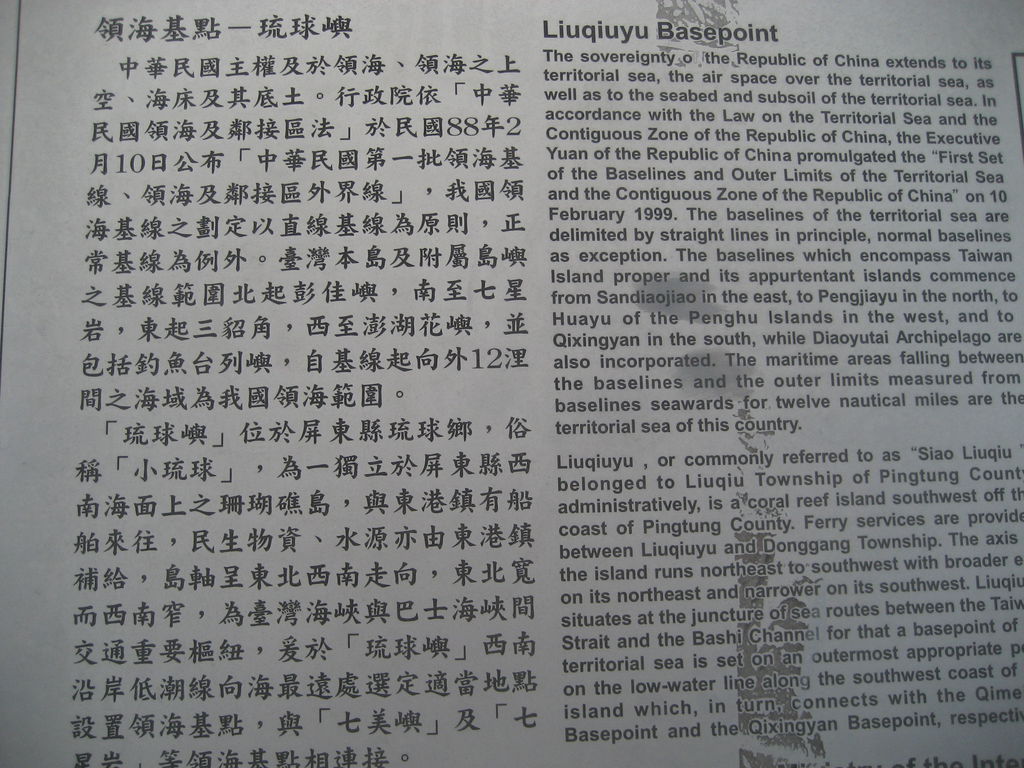 領海基點－琉球嶼
中華民國主權及於領海、領海之上
空、海床及其底土。行政院依「中華
民國領海及鄰接區法」於民國88年2
月10日公布「中華民國第一批領海基
線、領海及鄰接區外界線」，我國領
海基線之劃定以直線基線為原則，正
常基線為例外。臺灣本島及附屬島嶼
之基線範圍北起彭佳嶼，南至七星
岩，東起三貂角，西至澎湖花嶼，並
包括釣魚台列嶼，自基線起向外12浬
間之海域為我國領海範圍。
「琉球嶼」位於屏東縣琉球鄉，俗
稱「小琉球」，為一獨立於屏東縣西
南海面上之珊瑚礁島，與東港鎮有船
舶來往，民生物資、水源亦由東港鎮
補給，島軸呈東北西南走向，東北寬
而西南窄，為臺灣海峽與巴士海峽間
交通重要樞紐，爰於「琉球嶼」西南
沿岸低潮線向海最遠處選定適當地點
設置領海基點，與「七美嶼」及「七
星岩」等領海基點相連接。
Liuqiuyu Basepoint
The sovereignty o the Republic of China extends to its
territorial sea, the air space over the territorial sea, as
well as to the seabed and subsoil of the territorial sea. In
accordance with the Law on the Territorial Sea and the
Contiguous Zone of the Republic of China, the Executive
Yuan of the Republic of China promulgated the "First Set
of the Baselines and Outer Limits of the Territorial Sea
and the Contiguous Zone of the Republic of China" on 10
February 1999. The baselines of the territorial sea are
delimited by straight lines in principle, normal baselines
as exception. The baselines which encompass Taiwan
Island proper and its appurtentant islands commence
from Sandiaojiao in the east, to Pengjiayu in the north, to
Huayu of the Penghu Islands in the west, and to
Qixingyan in the south, while Diaoyutai Archipelago are
also incorporated. The maritime areas falling between
the baselines and the outer limits measured from
baselines seawards for twelve nautical miles are the
territorial sea of this country.
Liuqiuyu , or commonly referred to as "Siao Liuqiu "
belonged to Liuqiu Township of Pingtung County
administratively, is a coral reef island southwest off th
coast of Pingtung County. Ferry services are provide
between Liuqiuyu and Donggang Township. The axis
the island runs northeast to southwest with broader e
on its northeast and narrower on its southwest. Liuqiu
situates at the juncture of sea routes between the Taiw
Strait and the Bashi Channel for that a basepoint of
territorial sea is set on an outermost appropriate po
on the low-water line along the southwest coast of
island which, in turn, connects with the Qime
Basepoint and the Qixingyan Basepoint, respectiv
Ministry of the Inter